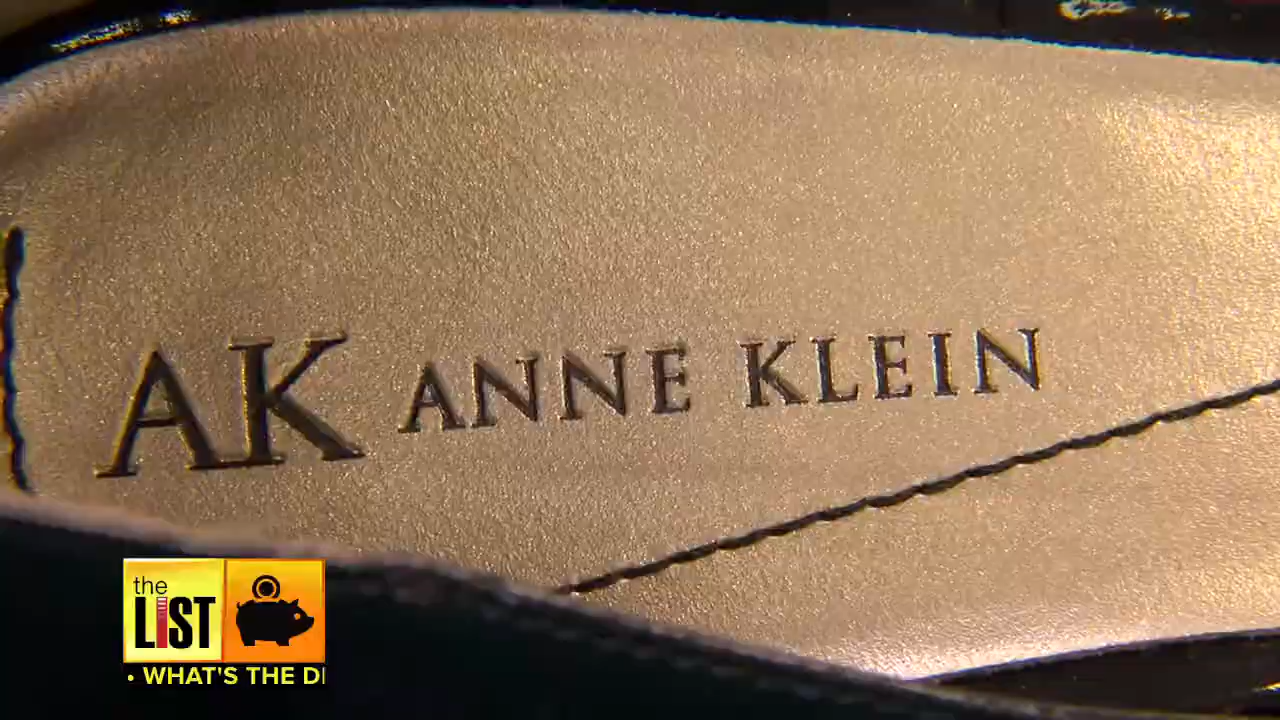 AK ANNE KLEIN
the
LIST
• WHAT'S THE